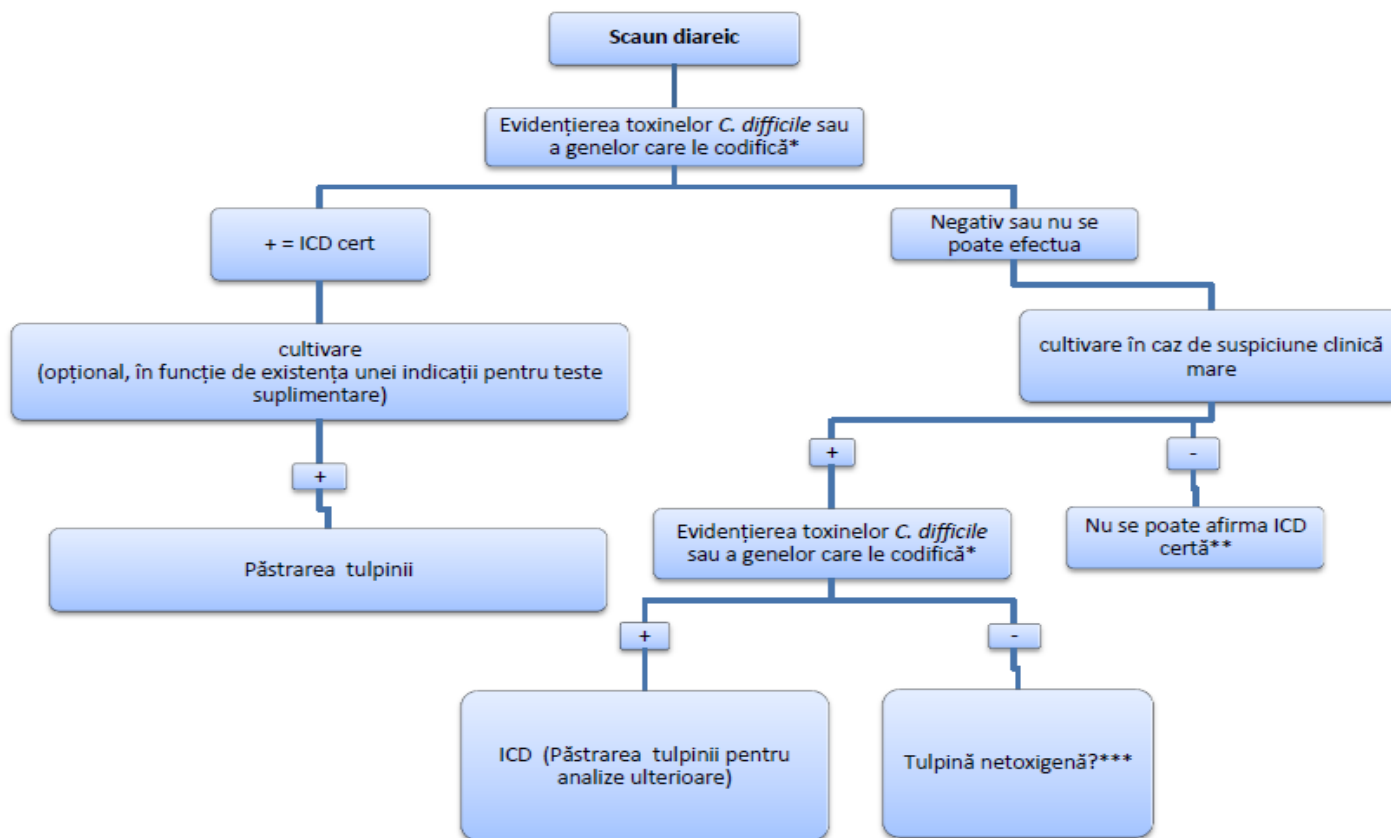 Scaun diareic
Evidențierea toxinelor C. difficile sau
a genelor care le codifică*
+ = ICD cert
Negativ sau nu se
poate efectua
cultivare
(opțional, în funcție de existența unei indicații pentru teste
suplimentare)
cultivare în caz de suspiciune clinică
mare
+
+
-
Păstrarea tulpinii
Evidențierea toxinelor C. difficile
sau a genelor care le codifică*
Nu se poate afirma ICD
certă**
+
-
ICD (Păstrarea tulpinii pentru
analize ulterioare)
Tulpină netoxigenă?***